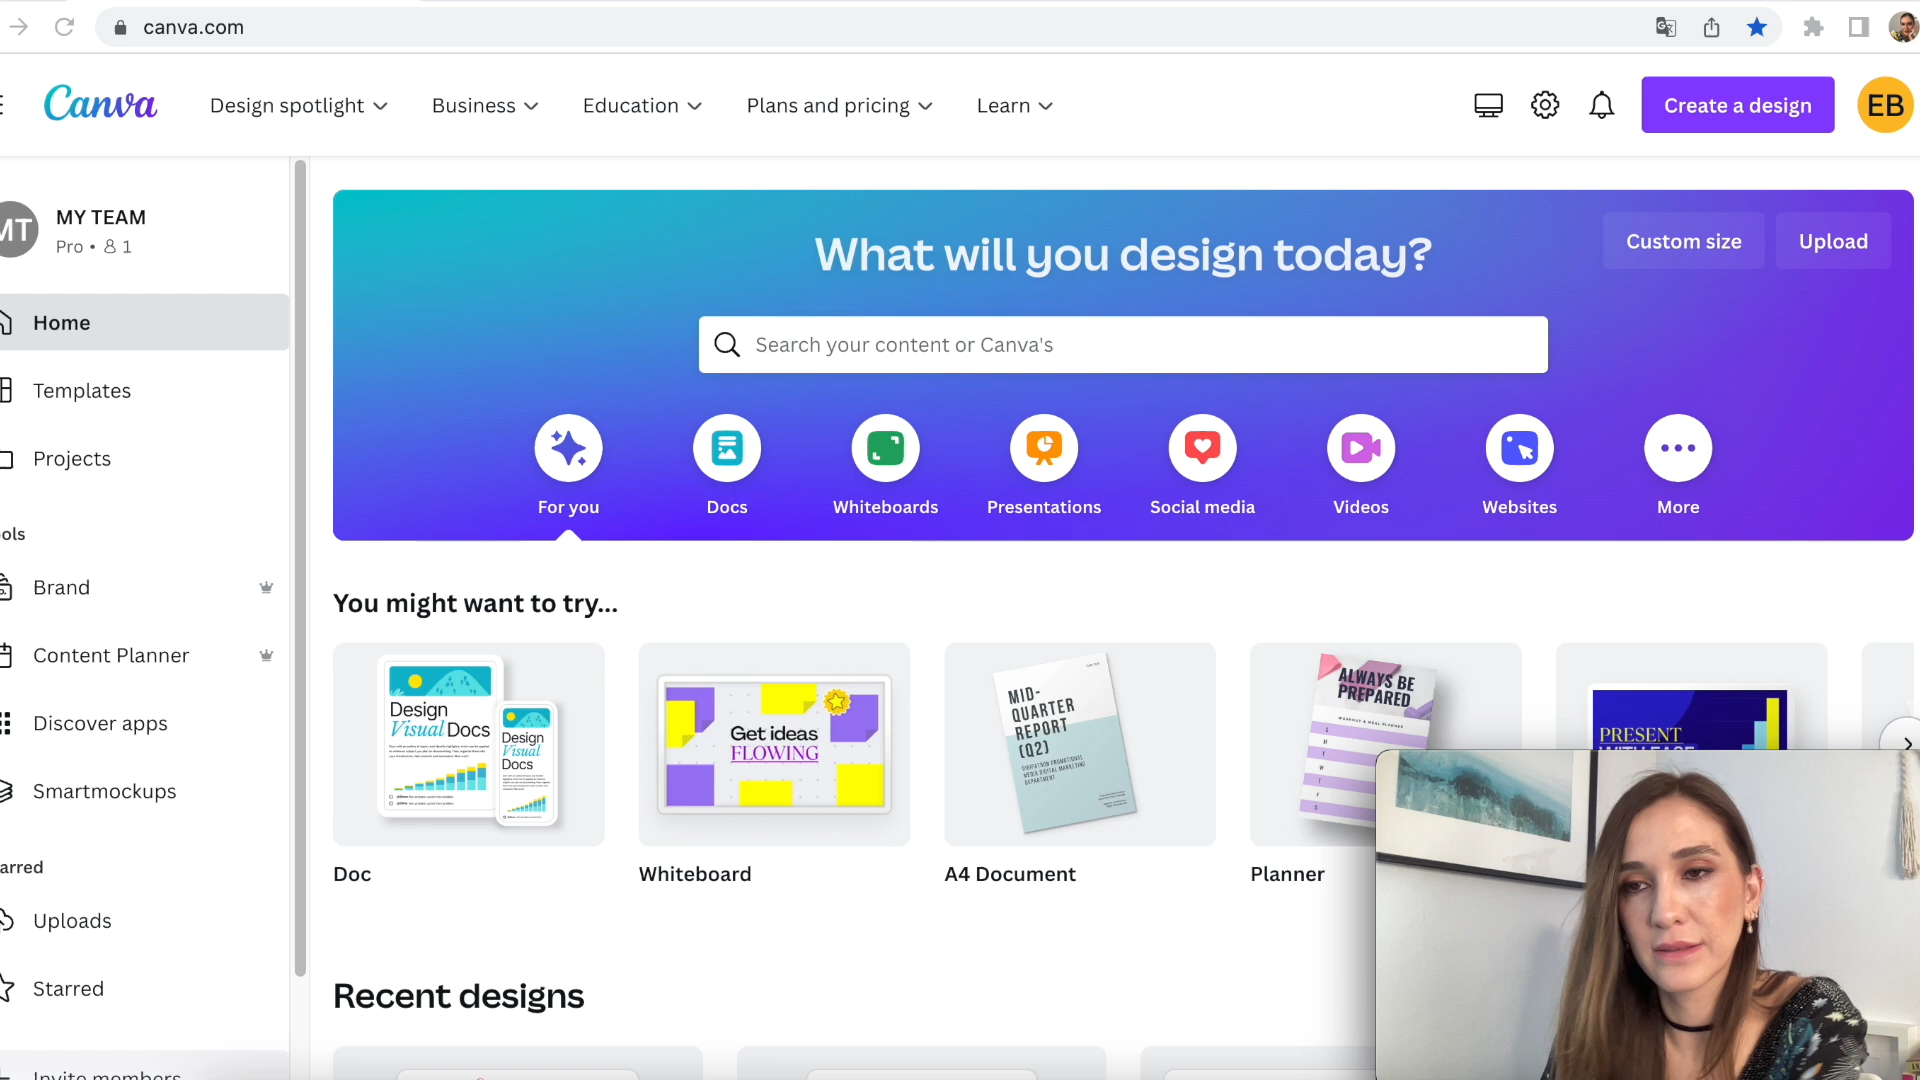 canva.com
Canva
Design spotlight
Business
Education
Plans and pricing
Learn
Create a design
EB
MT
MY TEAM
Pro • 1
Home
Templates
Projects
ols
Brand
Content Planner
Discover apps
Smartmockups
arred
Uploads
Starred
Invite members
What will you design today?
Custom size
Upload
Search your content or Canva's
For you
Docs
Whiteboards
Presentations
Social media
Videos
Websites
More
You might want to try...
Design
Visual Docs
Design
Visual
Docs
Get ideas
FLOWING
MID-
QUARTER
REPORT
(Q2)
ALWAYS BE
PREPARED
PRESENT
WITH EASE
Doc
Whiteboard
A4 Document
Planner
Recent designs